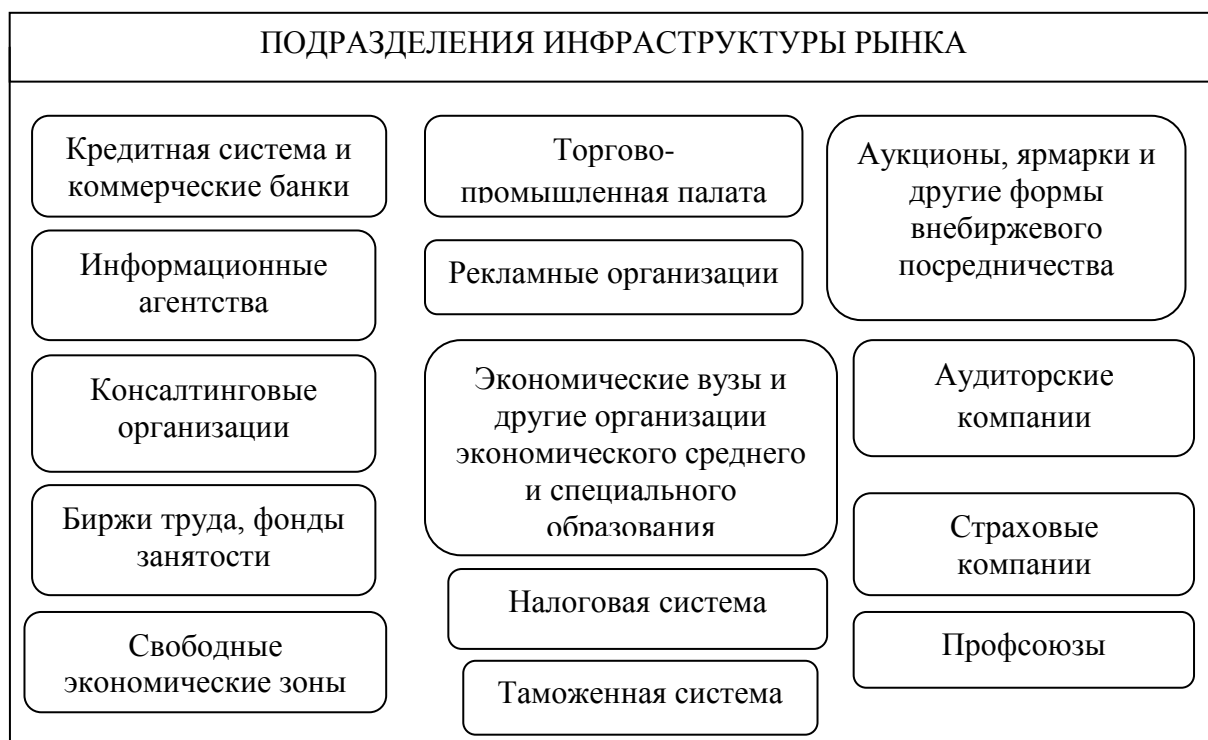 ПОДРАЗДЕЛЕНИЯ ИНФРАСТРУКТУРЫ РЫНКА
Кредитная система и
коммерческие банки
Информационные
агентства
Консалтинговые
организации
Биржи труда, фонды
занятости
Свободные
экономические зоны
Торгово-
промышленная палата
Рекламные организации
Экономические вузы и
другие организации
экономического среднего
и специального
образования
Налоговая система
Таможенная система
Аукционы, ярмарки и
другие формы
внебиржевого
посредничества
Аудиторские
компании
Страховые
компании
Профсоюзы